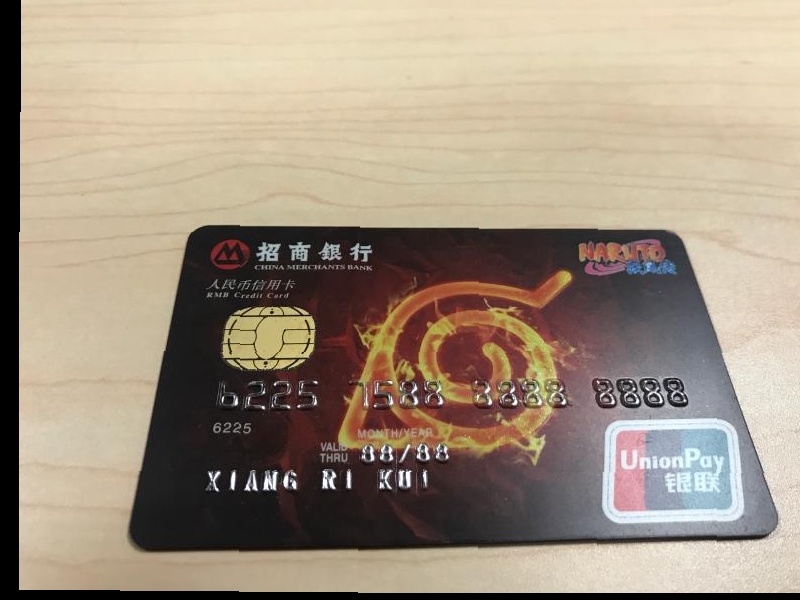 招商银行
CHINA MERCHANTS BANK
NARUTO
人民币信用卡
RMB Credit Card
6225 7588 8888 8888
6225
MONTH/YEAR
VALID THRU 88/88
XIANG RI KUI
UnionPay
银联